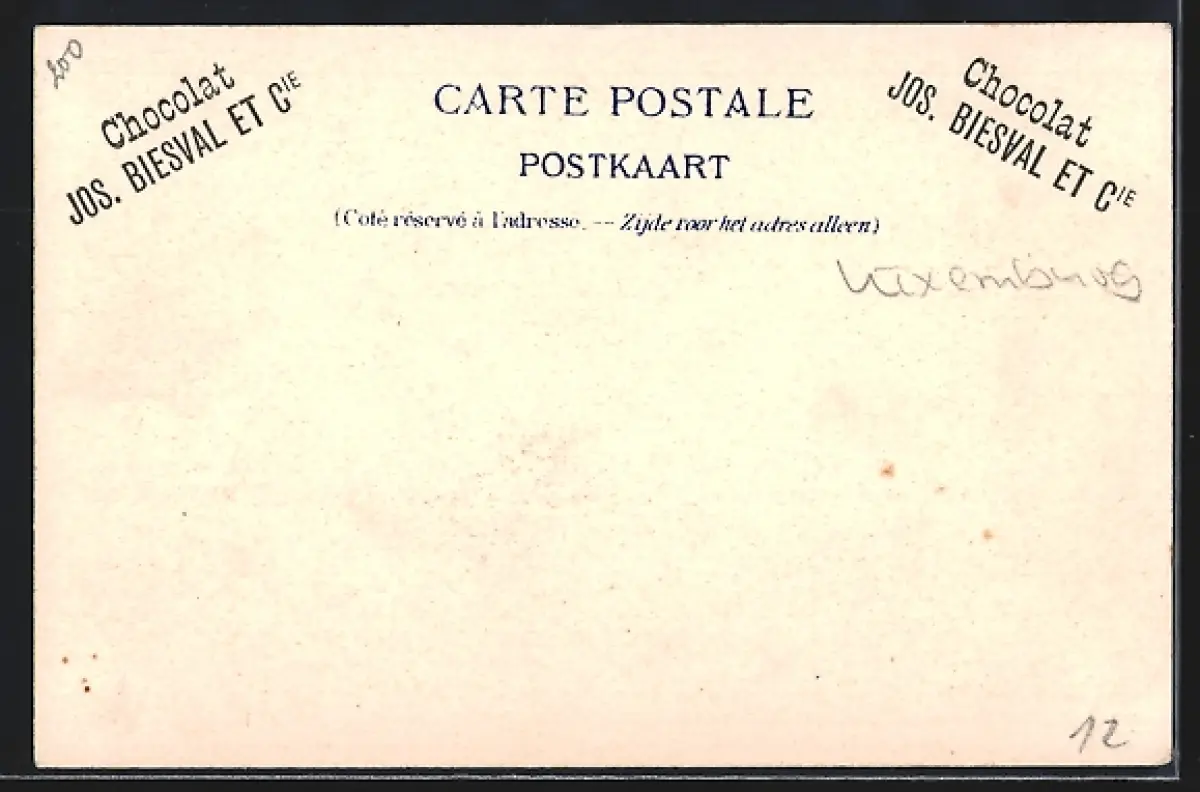 200
Chocolat
JOS. BIESVAL ET CIE
CARTE POSTALE
POSTKAART
(Coté réservé à l'adresse. -- Zijde voor het adres alleen)
Chocolat
JOS. BIESVAL ET CIE
Luxemburg
12